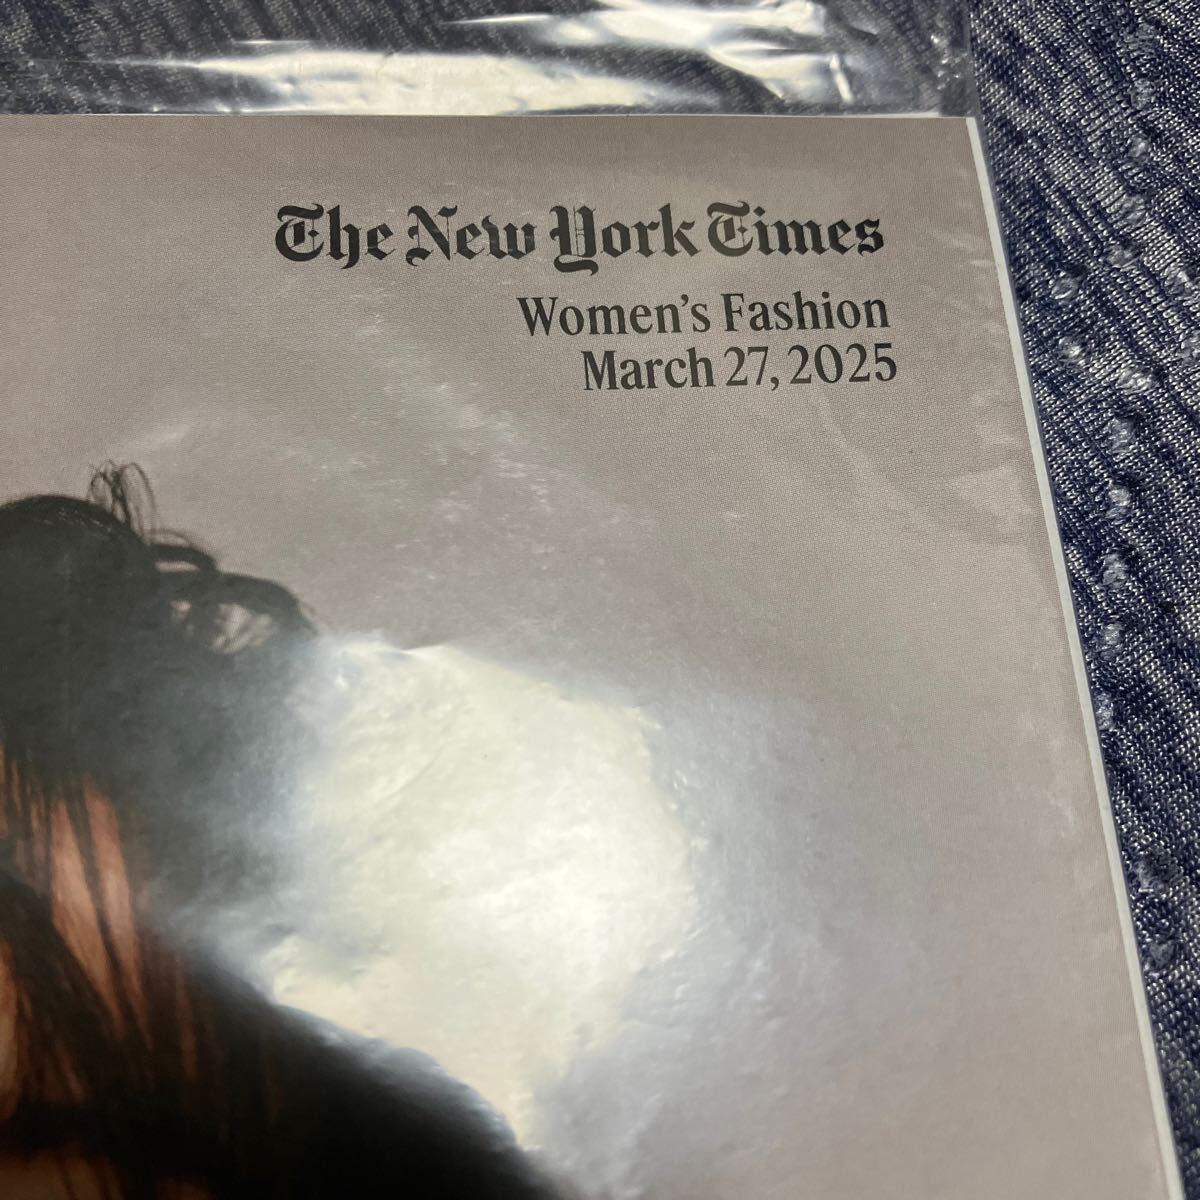 The New York Times
Women’s Fashion
March 27, 2025